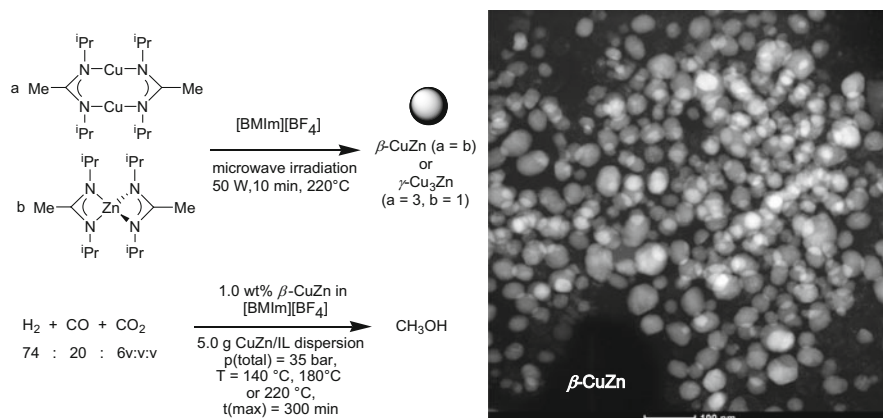 ⁱPr ⁱPr
N Cu N
a Me Me
N Cu N
ⁱPr ⁱPr
[BMIm][BF₄]
microwave irradiation
50 W,10 min, 220°C
β-CuZn (a = b)
or
γ-Cu₃Zn
(a = 3, b = 1)
ⁱPr ⁱPr
N N
b Me Zn Me
N N
ⁱPr ⁱPr
1.0 wt% β-CuZn in
[BMIm][BF₄]
H₂ + CO + CO₂
74 : 20 : 6v:v:v
CH₃OH
5.0 g CuZn/IL dispersion
p(total) = 35 bar,
T = 140 °C, 180°C
or 220 °C,
t(max) = 300 min
β-CuZn